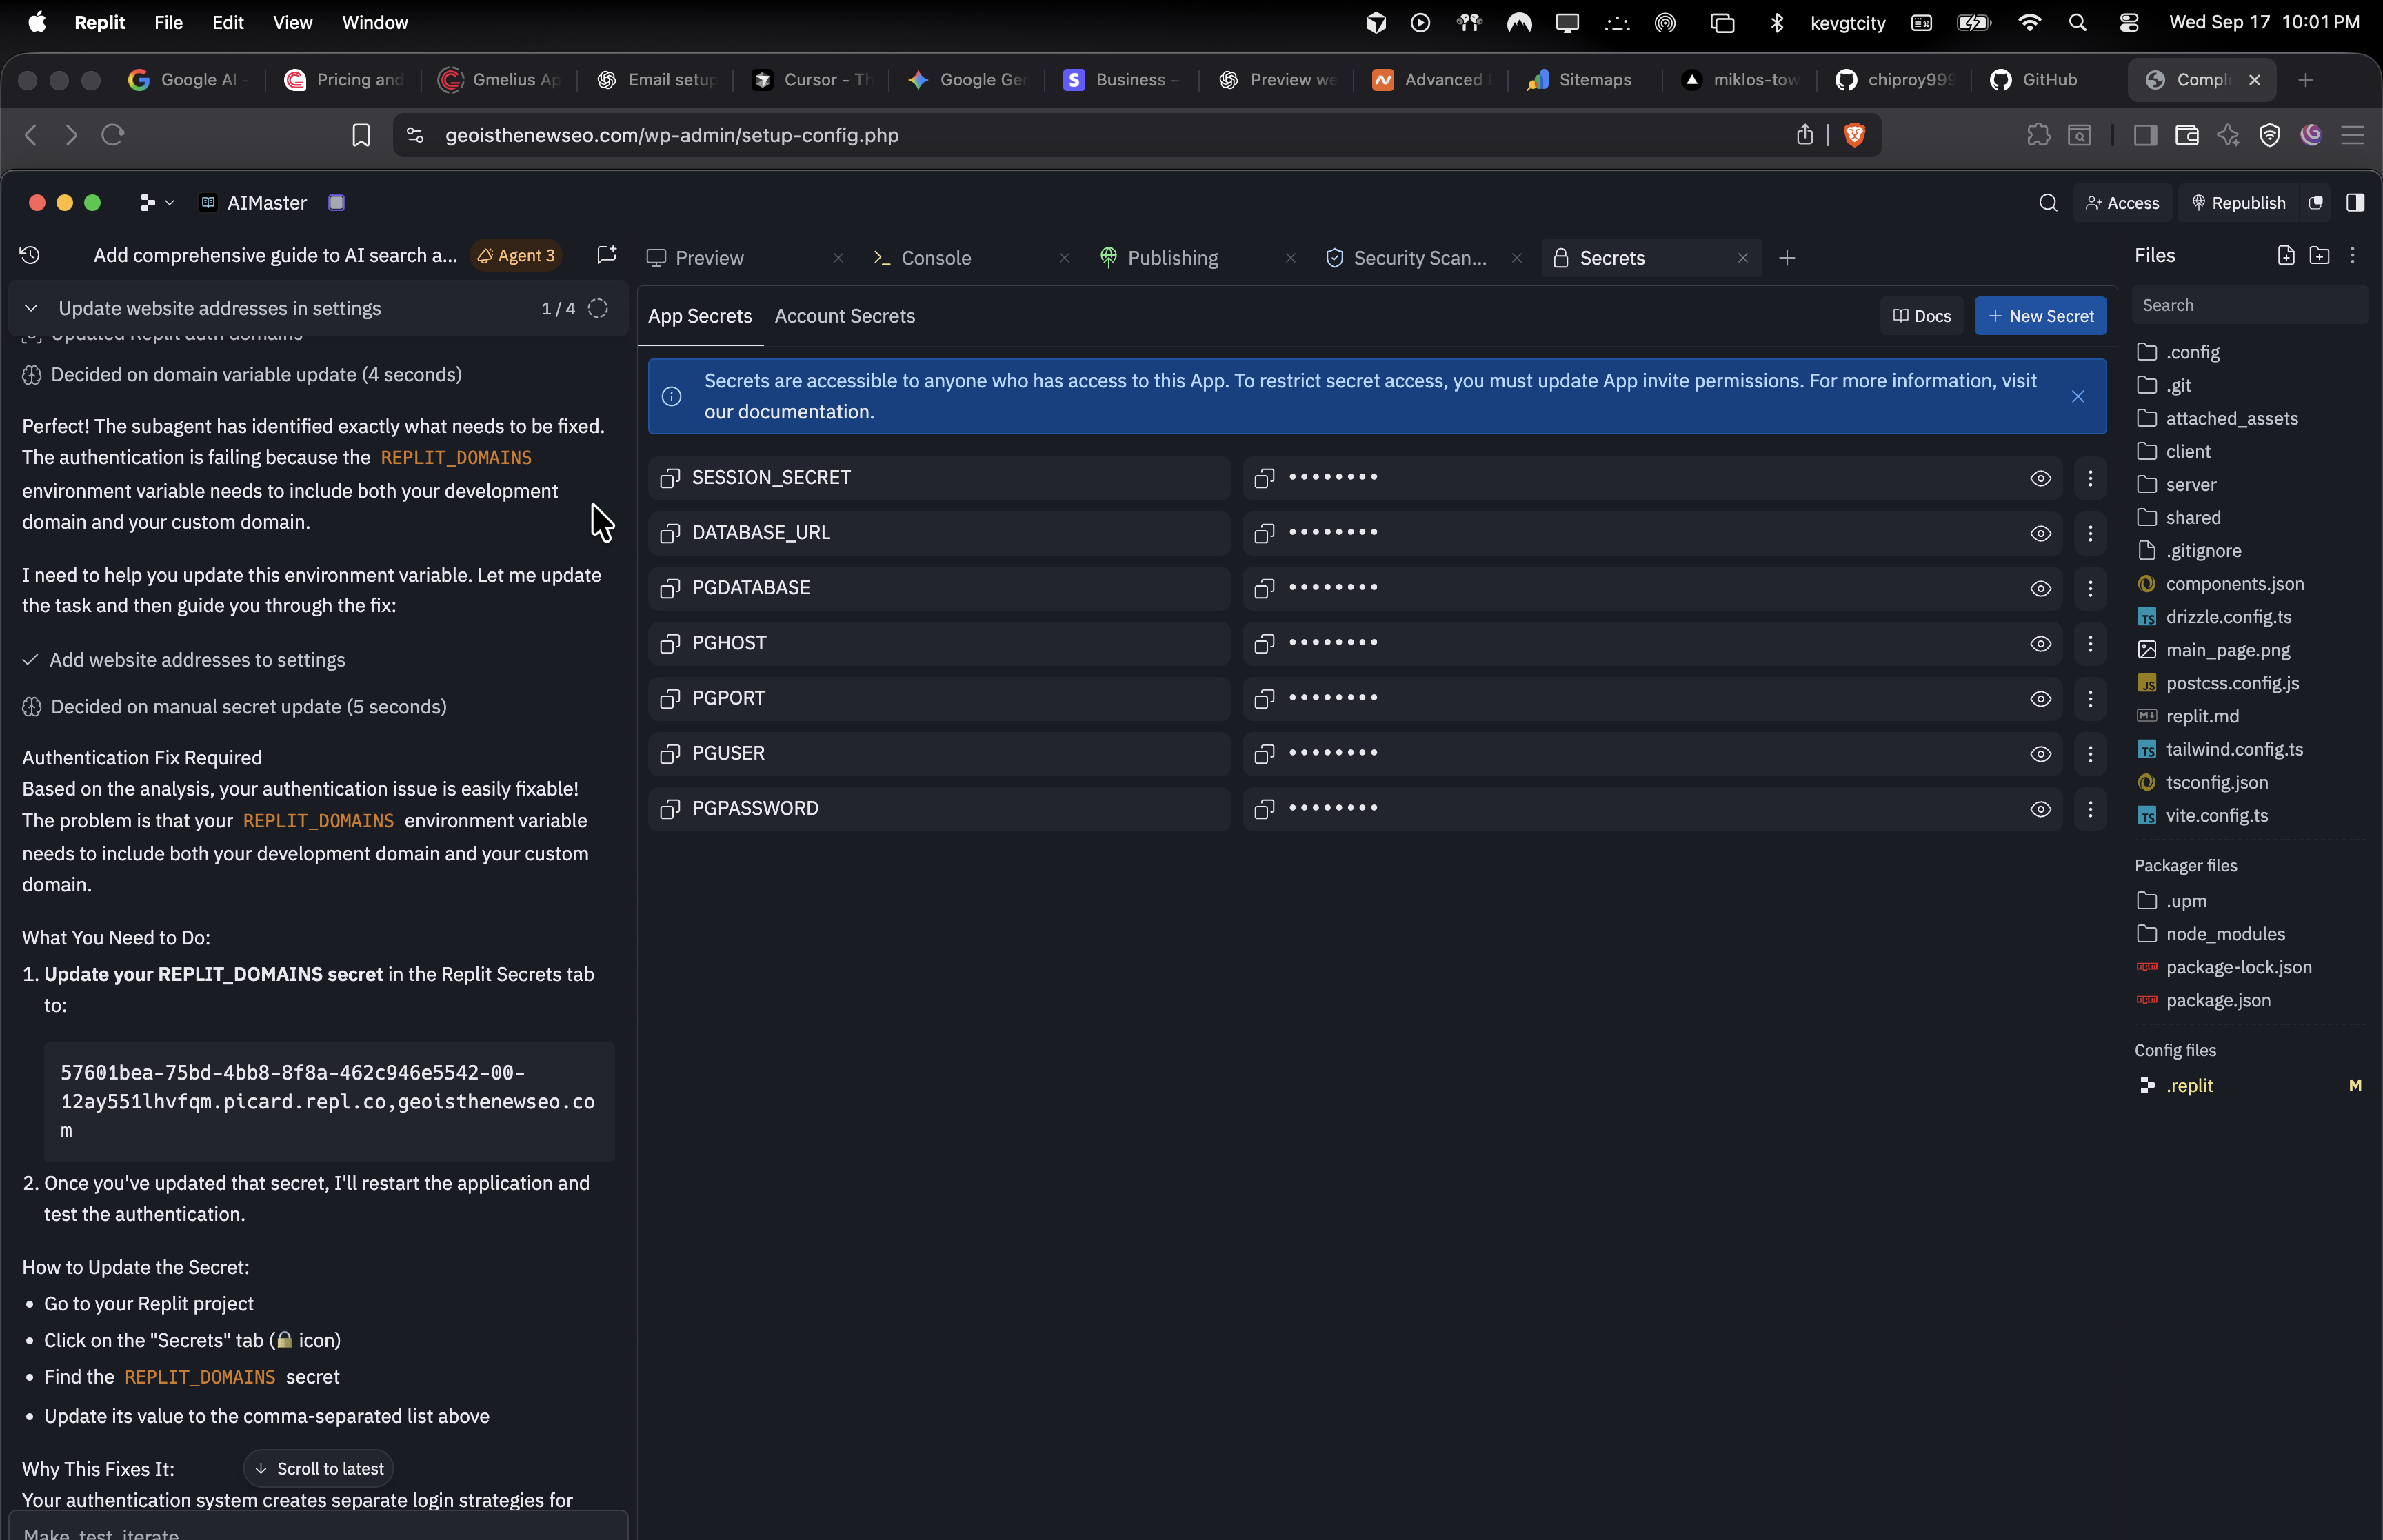 Replit File Edit View Window kevgtcity Wed Sep 17 10:01 PM
Google AI - Pricing and Gmelius Ap Email setup Cursor - Th Google Ger Business - Preview we Advanced Sitemaps miklos-tow chiproy999 GitHub Comple
geoisthenewseo.com/wp-admin/setup-config.php
AIMaster Access Republish
Add comprehensive guide to AI search a... Agent 3
Update website addresses in settings 1 / 4
Updated Replit auth domains
Decided on domain variable update (4 seconds)
Perfect! The subagent has identified exactly what needs to be fixed.
The authentication is failing because the REPLIT_DOMAINS
environment variable needs to include both your development
domain and your custom domain.
I need to help you update this environment variable. Let me update
the task and then guide you through the fix:
Add website addresses to settings
Decided on manual secret update (5 seconds)
Authentication Fix Required
Based on the analysis, your authentication issue is easily fixable!
The problem is that your REPLIT_DOMAINS environment variable
needs to include both your development domain and your custom
domain.
What You Need to Do:
1. Update your REPLIT_DOMAINS secret in the Replit Secrets tab
to:
57601bea-75bd-4bb8-8f8a-462c946e5542-00-
12ay551lhvfqm.picard.repl.co,geoisthenewseo.co
m
2. Once you've updated that secret, I'll restart the application and
test the authentication.
How to Update the Secret:
• Go to your Replit project
• Click on the "Secrets" tab (🔒 icon)
• Find the REPLIT_DOMAINS secret
• Update its value to the comma-separated list above
Why This Fixes It:
Scroll to latest
Your authentication system creates separate login strategies for
Make, test, iterate
Preview Console Publishing Security Scan... Secrets
App Secrets Account Secrets Docs New Secret
Secrets are accessible to anyone who has access to this App. To restrict secret access, you must update App invite permissions. For more information, visit
our documentation.
SESSION_SECRET ••••••••
DATABASE_URL ••••••••
PGDATABASE ••••••••
PGHOST ••••••••
PGPORT ••••••••
PGUSER ••••••••
PGPASSWORD ••••••••
Files
Search
.config
.git
attached_assets
client
server
shared
.gitignore
components.json
TS drizzle.config.ts
main_page.png
JS postcss.config.js
replit.md
TS tailwind.config.ts
tsconfig.json
TS vite.config.ts
Packager files
.upm
node_modules
npm package-lock.json
npm package.json
Config files
.replit M